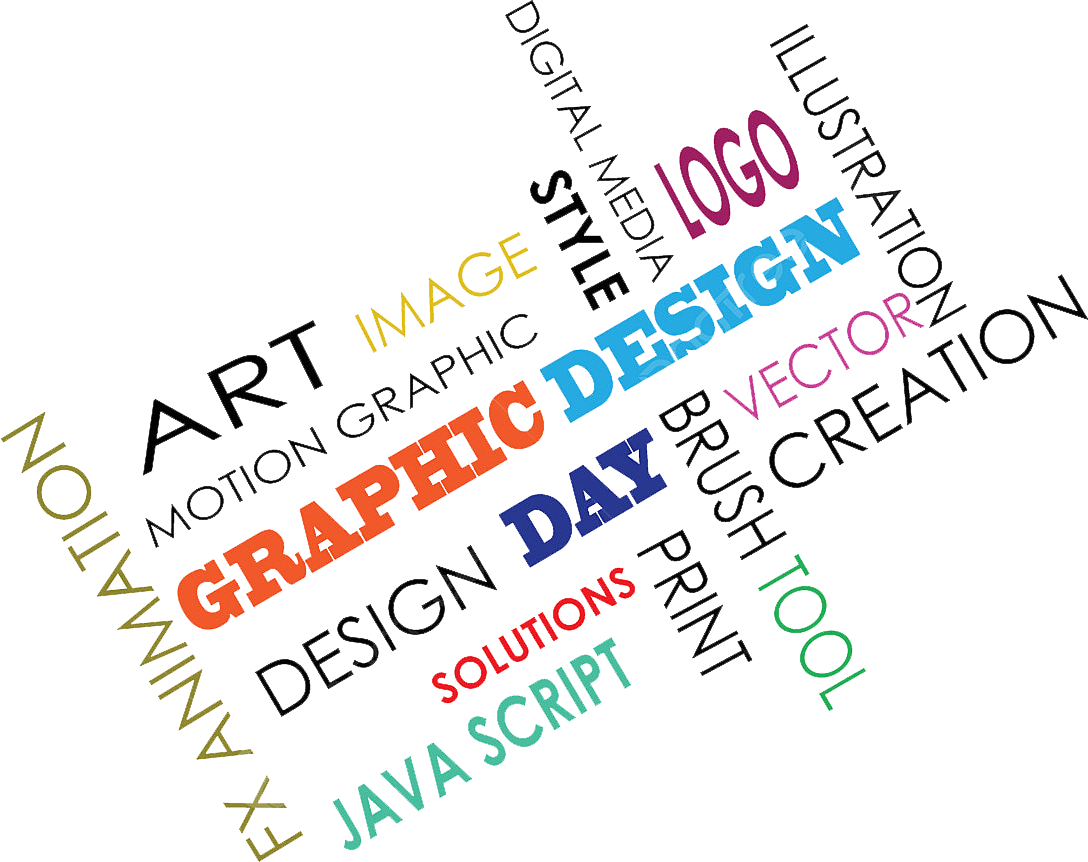 DIGITAL MEDIA
ILLUSTRATION
LOGO
STYLE
IMAGE
ART
MOTION GRAPHIC
GRAPHIC DESIGN
DAY
VECTOR
CREATION
BRUSH
TOOL
PRINT
DESIGN
SOLUTIONS
JAVA SCRIPT
FX ANIMATION